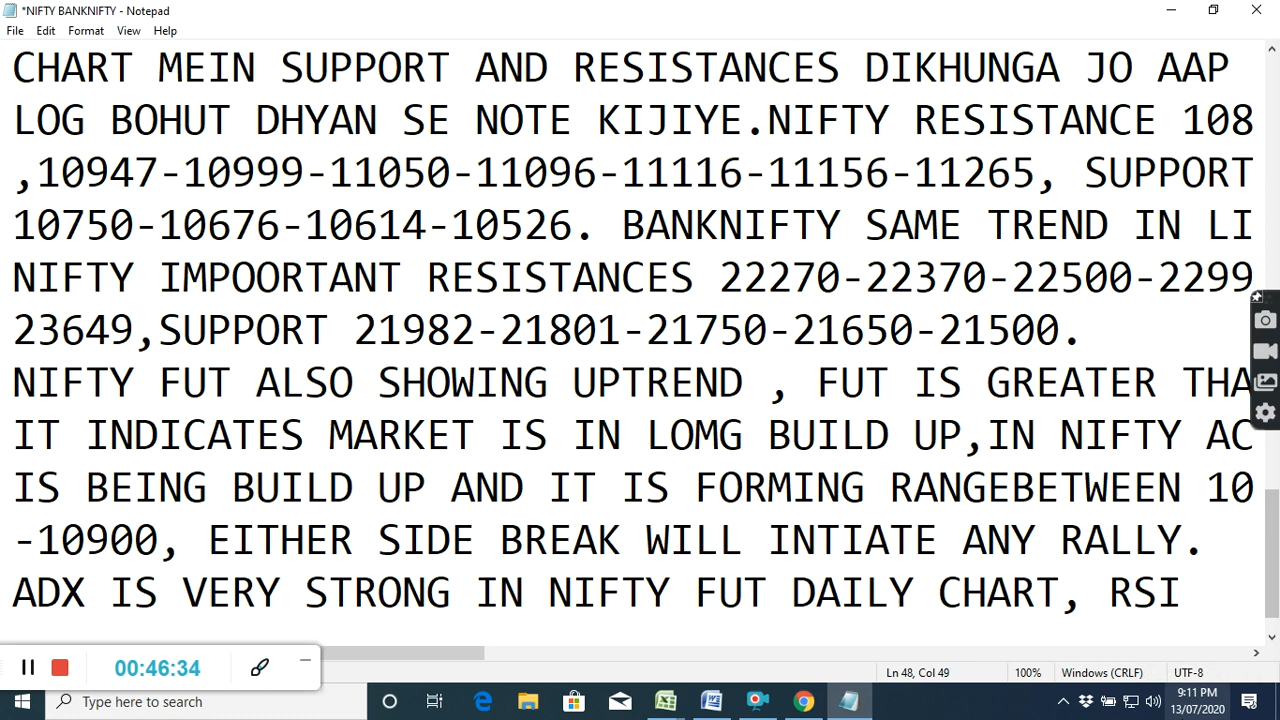 *NIFTY BANKNIFTY - Notepad
File Edit Format View Help
CHART MEIN SUPPORT AND RESISTANCES DIKHUNGA JO AAP
LOG BOHUT DHYAN SE NOTE KIJIYE.NIFTY RESISTANCE 108
,10947-10999-11050-11096-11116-11156-11265, SUPPORT
10750-10676-10614-10526. BANKNIFTY SAME TREND IN LI
NIFTY IMPOORTANT RESISTANCES 22270-22370-22500-2299
23649,SUPPORT 21982-21801-21750-21650-21500.
NIFTY FUT ALSO SHOWING UPTREND , FUT IS GREATER THA
IT INDICATES MARKET IS IN LOMG BUILD UP,IN NIFTY AC
IS BEING BUILD UP AND IT IS FORMING RANGEBETWEEN 10
-10900, EITHER SIDE BREAK WILL INTIATE ANY RALLY.
ADX IS VERY STRONG IN NIFTY FUT DAILY CHART, RSI
00:46:34
Ln 48, Col 49 100% Windows (CRLF) UTF-8
Type here to search
9:11 PM
13/07/2020